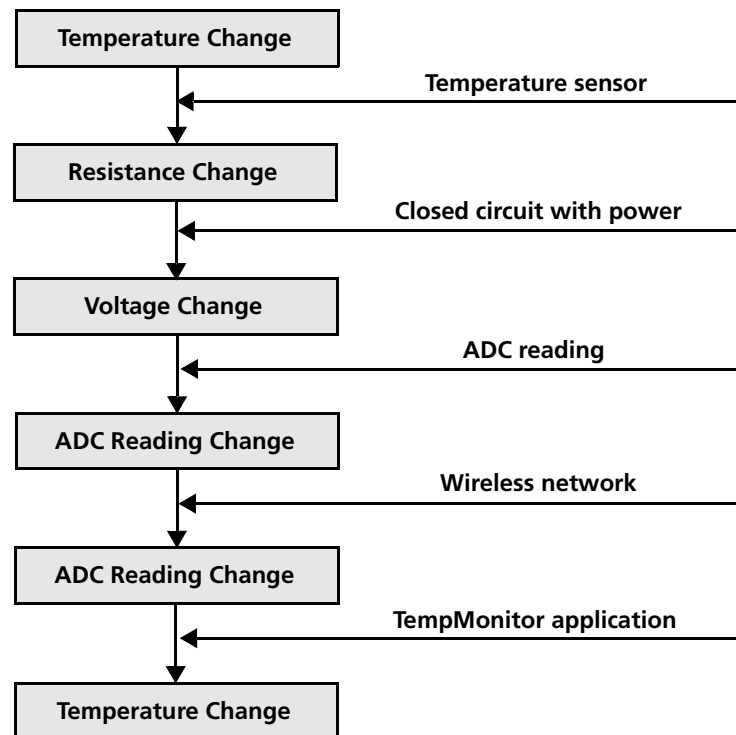 Temperature Change
Temperature sensor
Resistance Change
Closed circuit with power
Voltage Change
ADC reading
ADC Reading Change
Wireless network
ADC Reading Change
TempMonitor application
Temperature Change